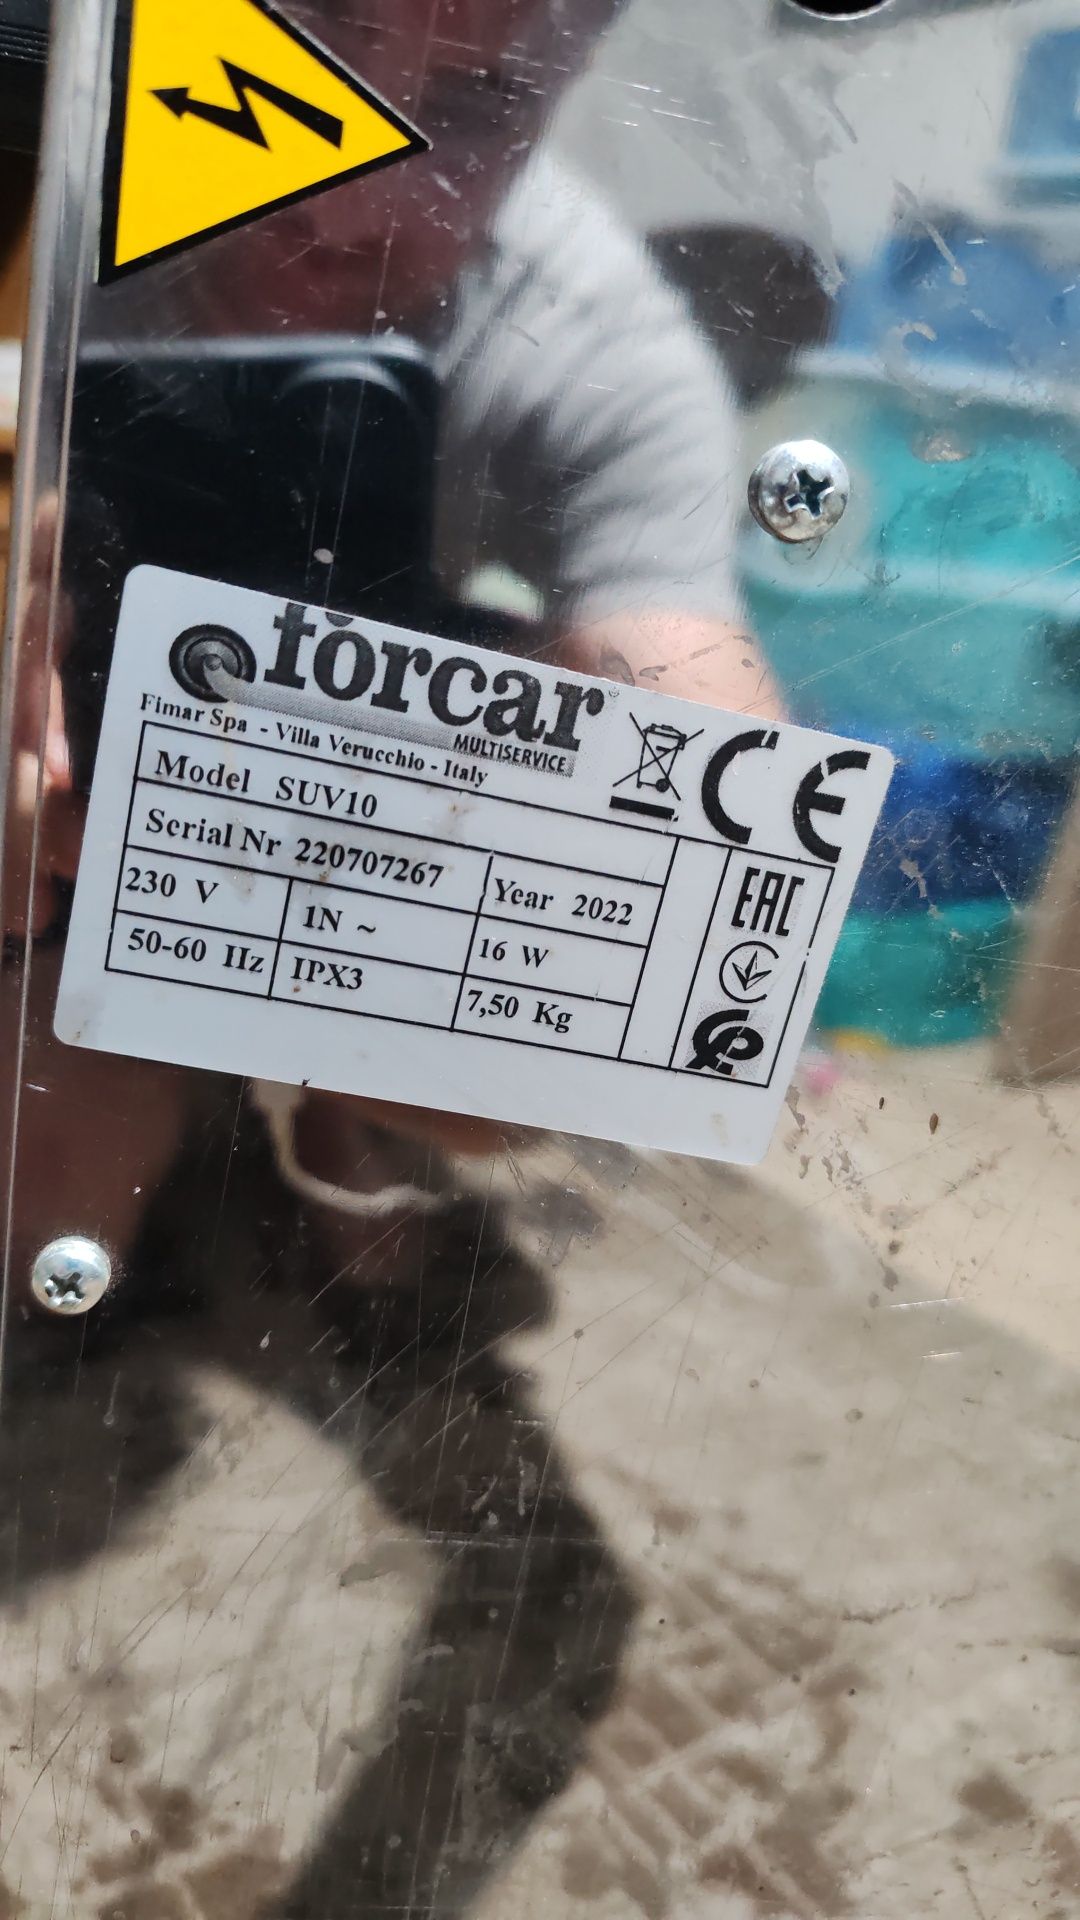 forcar
MULTISERVICE
Fimar Spa - Villa Verucchio - Italy
Model SUV10
Serial Nr 220707267 Year 2022
230 V 1N ~ 16 W
50-60 Hz IPX3 7,50 Kg
CE
EAC